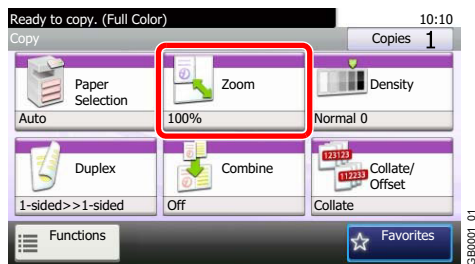 Ready to copy. (Full Color) 10:10
Copy Copies 1
Paper Selection
Zoom
Density
Auto
100%
Normal 0
Duplex
Combine
123123
112233
Collate/
Offset
1-sided>>1-sided
Off
Collate
Functions
Favorites
GB0001_01